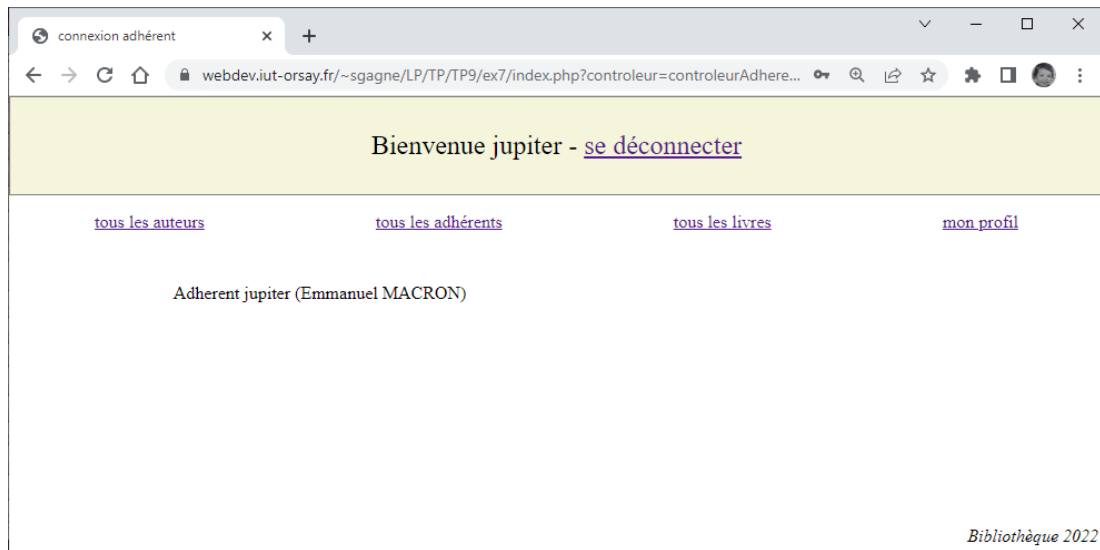 connexion adhérent
webdev.iut-orsay.fr/~sgagne/LP/TP/TP9/ex7/index.php?controleur=controleurAdhere...
Bienvenue jupiter - se déconnecter
tous les auteurs tous les adhérents tous les livres mon profil
Adherent jupiter (Emmanuel MACRON)
Bibliothèque 2022